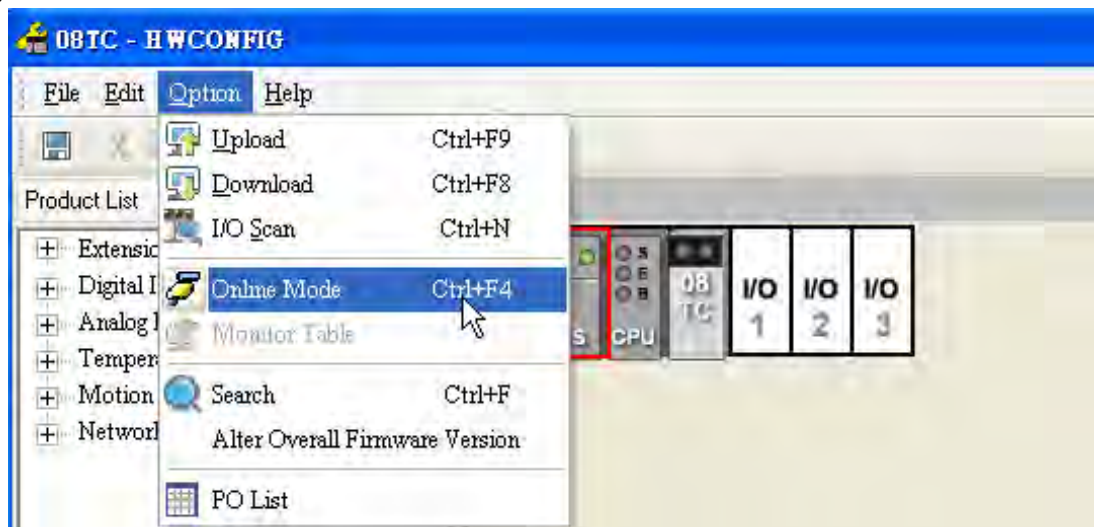 08TC - HWCONFIG
File Edit Option Help
Upload Ctrl+F9
Download Ctrl+F8
I/O Scan Ctrl+N
Online Mode Ctrl+F4
Monitor Table
Search Ctrl+F
Alter Overall Firmware Version
PO List
Product List
Extensio
Digital I
Analog I
Tempera
Motion
Network
S
CPU
S
E
B
08
TC
I/O
1
I/O
2
I/O
3